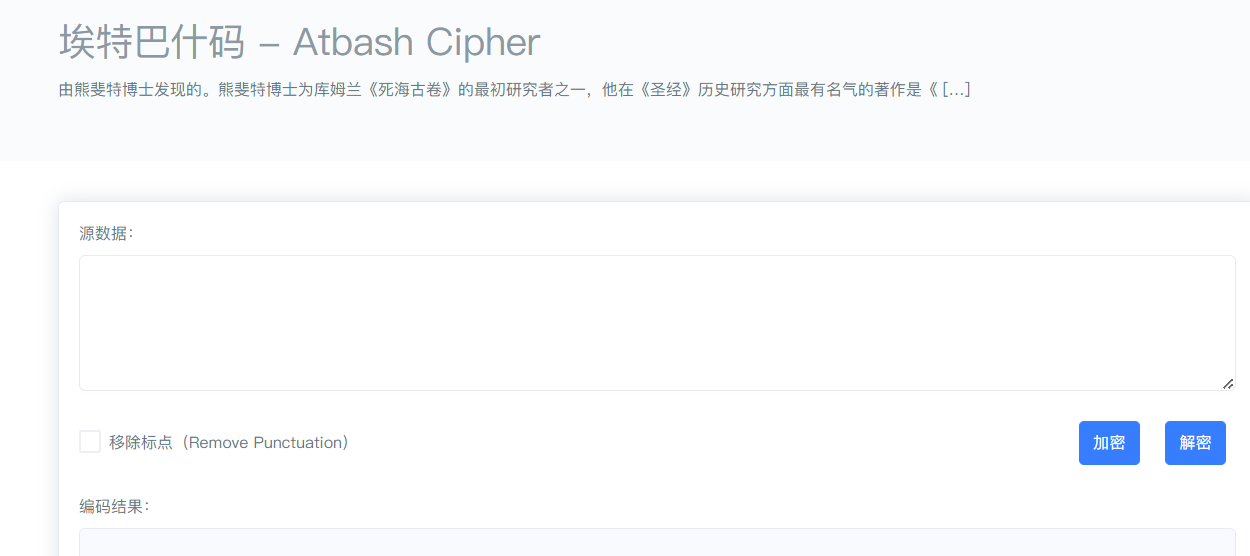 埃特巴什码 – Atbash Cipher
由熊斐特博士发现的。熊斐特博士为库姆兰《死海古卷》的最初研究者之一，他在《圣经》历史研究方面最有名气的著作是《 [...]
源数据：
移除标点（Remove Punctuation）
加密
解密
编码结果：